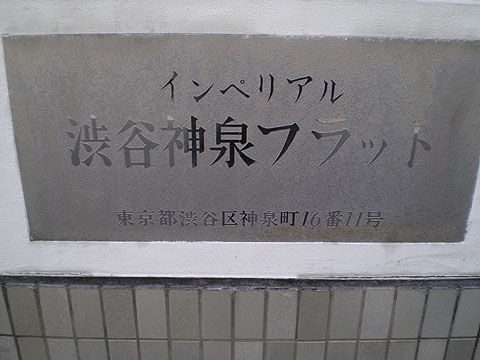 インペリアル
渋谷神泉フラット
東京都渋谷区神泉町16番11号